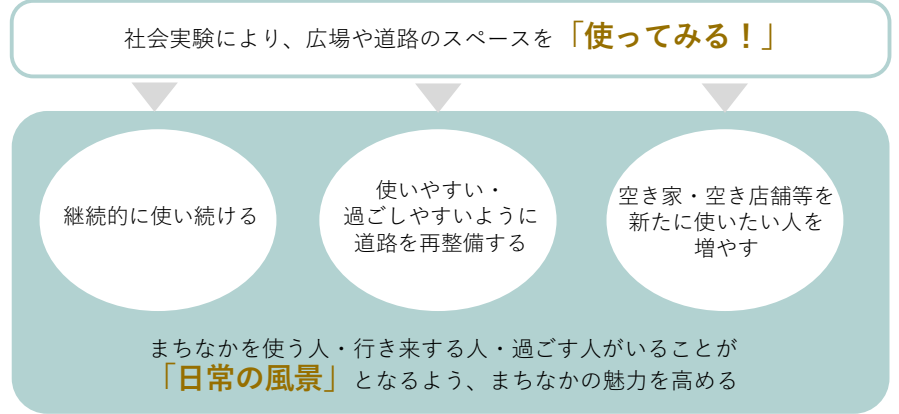 社会実験により、広場や道路のスペースを「使ってみる！」
継続的に使い続ける
使いやすい・
過ごしやすいように
道路を再整備する
空き家・空き店舗等を
新たに使いたい人を
増やす
まちなかを使う人・行き来する人・過ごす人がいることが
「日常の風景」となるよう、まちなかの魅力を高める